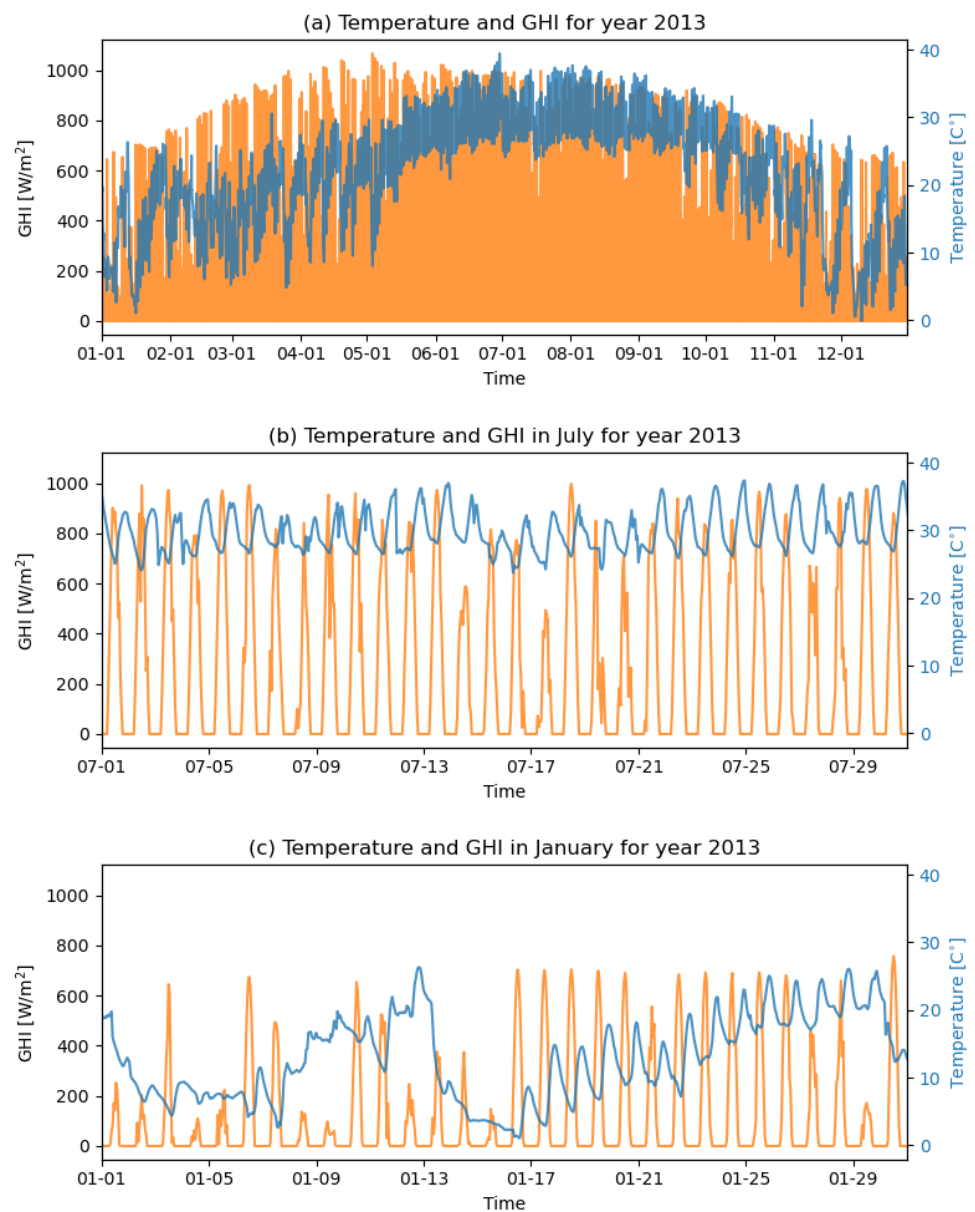 (a) Temperature and GHI for year 2013
1000
800
600
400
200
0
GHI [W/m²]
40
30
20
10
0
Temperature [C˚]
01-01 02-01 03-01 04-01 05-01 06-01 07-01 08-01 09-01 10-01 11-01 12-01
Time
(b) Temperature and GHI in July for year 2013
1000
800
600
400
200
0
GHI [W/m²]
40
30
20
10
0
Temperature [C˚]
07-01 07-05 07-09 07-13 07-17 07-21 07-25 07-29
Time
(c) Temperature and GHI in January for year 2013
1000
800
600
400
200
0
GHI [W/m²]
40
30
20
10
0
Temperature [C˚]
01-01 01-05 01-09 01-13 01-17 01-21 01-25 01-29
Time